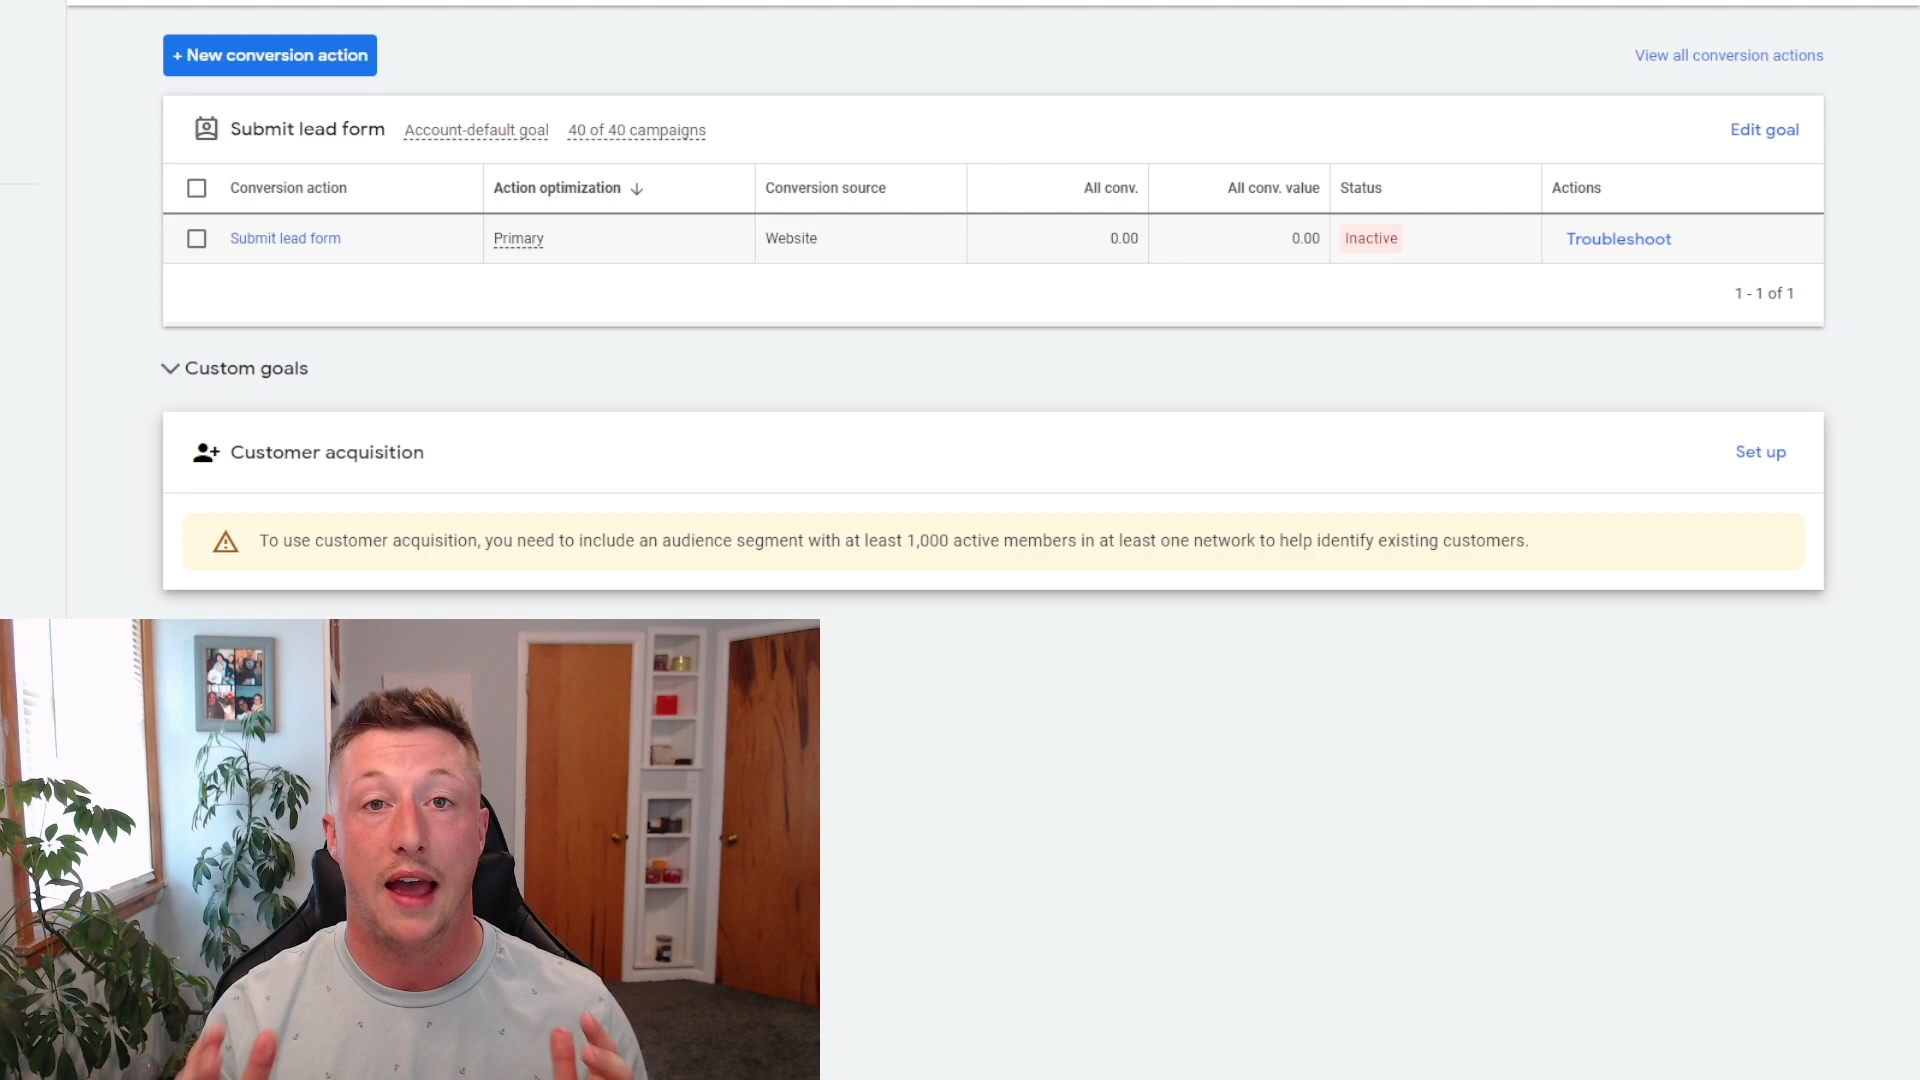 + New conversion action
View all conversion actions
Submit lead form Account-default goal 40 of 40 campaigns Edit goal
Conversion action Action optimization Conversion source All conv. All conv. value Status Actions
Submit lead form Primary Website 0.00 0.00 Inactive Troubleshoot
1 - 1 of 1
Custom goals
Customer acquisition Set up
To use customer acquisition, you need to include an audience segment with at least 1,000 active members in at least one network to help identify existing customers.